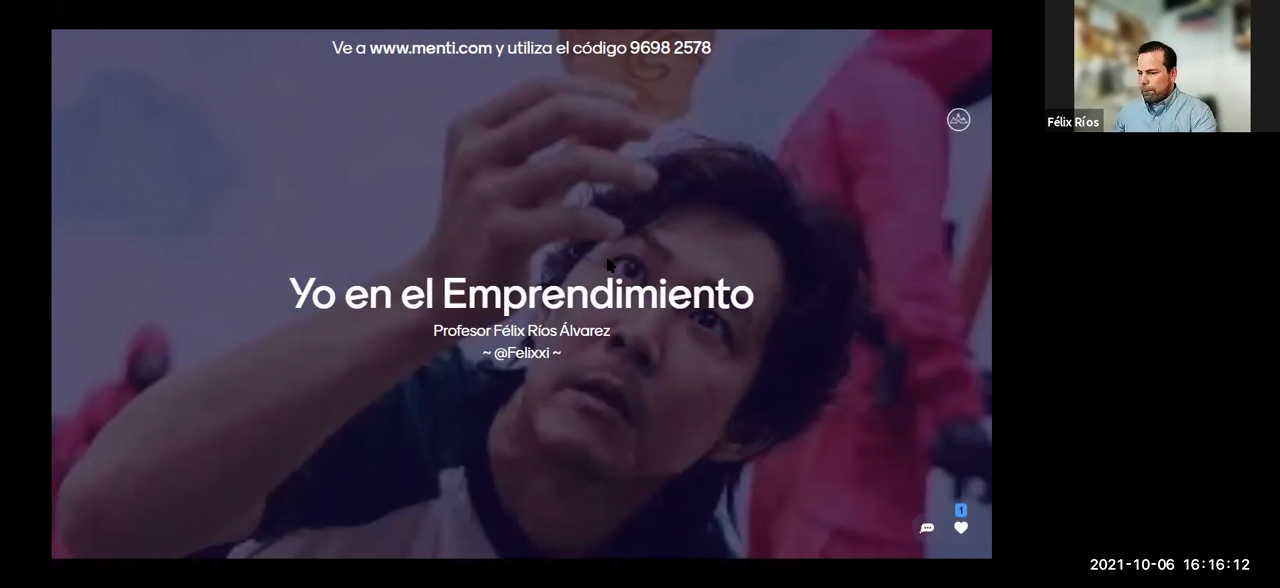 Ve a www.menti.com y utiliza el código 9698 2578
Félix Ríos
Yo en el Emprendimiento
Profesor Félix Ríos Álvarez
~ @Felixxi ~
1
2021-10-06 16:16:12